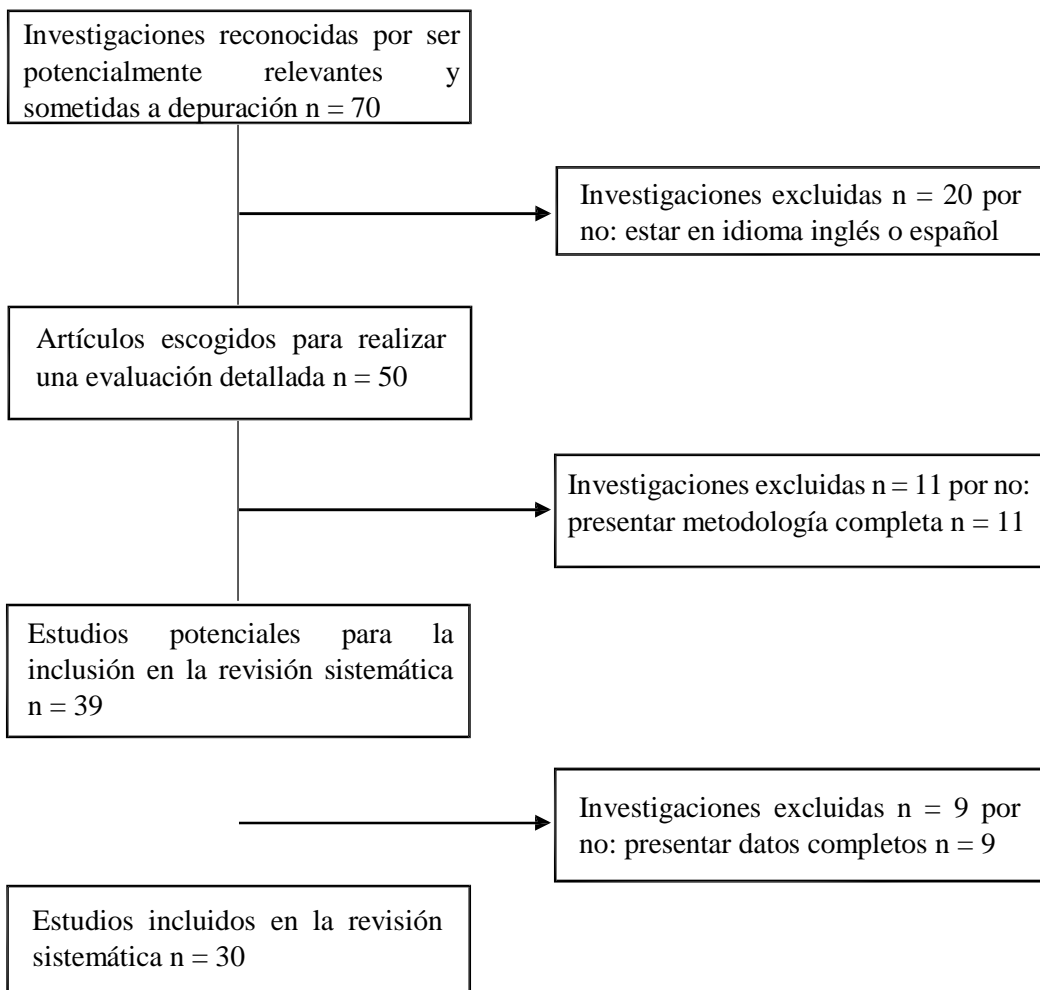 Investigaciones reconocidas por ser
potencialmente relevantes y
sometidas a depuración n = 70
Investigaciones excluidas n = 20 por
no: estar en idioma inglés o español
Artículos escogidos para realizar
una evaluación detallada n = 50
Investigaciones excluidas n = 11 por no:
presentar metodología completa n = 11
Estudios potenciales para la
inclusión en la revisión sistemática
n = 39
Investigaciones excluidas n = 9 por
no: presentar datos completos n = 9
Estudios incluidos en la revisión
sistemática n = 30